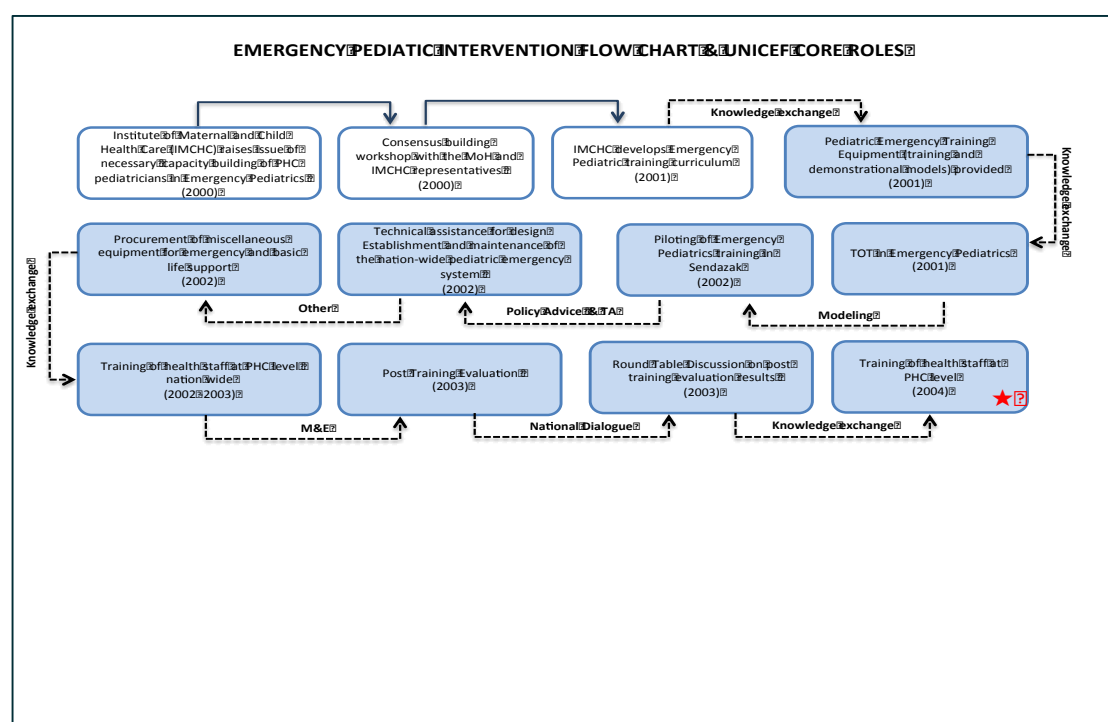 EMERGENCY PEDIATIC INTERVENTION FLOW CHART & UNICEF CORE ROLES
Knowledge exchange
Institute of Maternal and Child
Health Care (IMCHC) raises issue of
necessary capacity building of PHC
pediatricians in Emergency Pediatrics
(2000)
Consensus building
workshop with the MoH and
IMCHC representatives
(2000)
IMCHC develops Emergency
Pediatric training curriculum
(2001)
Pediatric Emergency Training
Equipment (training and
demonstrational models) provided
(2001)
Knowledge exchange
Procurement of miscellaneous
equipment for emergency and basic
life support
(2002)
Technical assistance for design
Establishment and maintenance of
the nation-wide pediatric emergency
system
(2002)
Piloting of Emergency
Pediatrics training in
Sendazak
(2002)
TOT in Emergency Pediatrics
(2001)
Knowledge exchange
Other
Policy Advice & TA
Modeling
Training of health staff at PHC level
nation wide
(2002-2003)
Post Training Evaluation
(2003)
Round Table Discussion on post
training evaluation results
(2003)
Training of health staff at
PHC level
(2004)
M&E
National Dialogue
Knowledge exchange